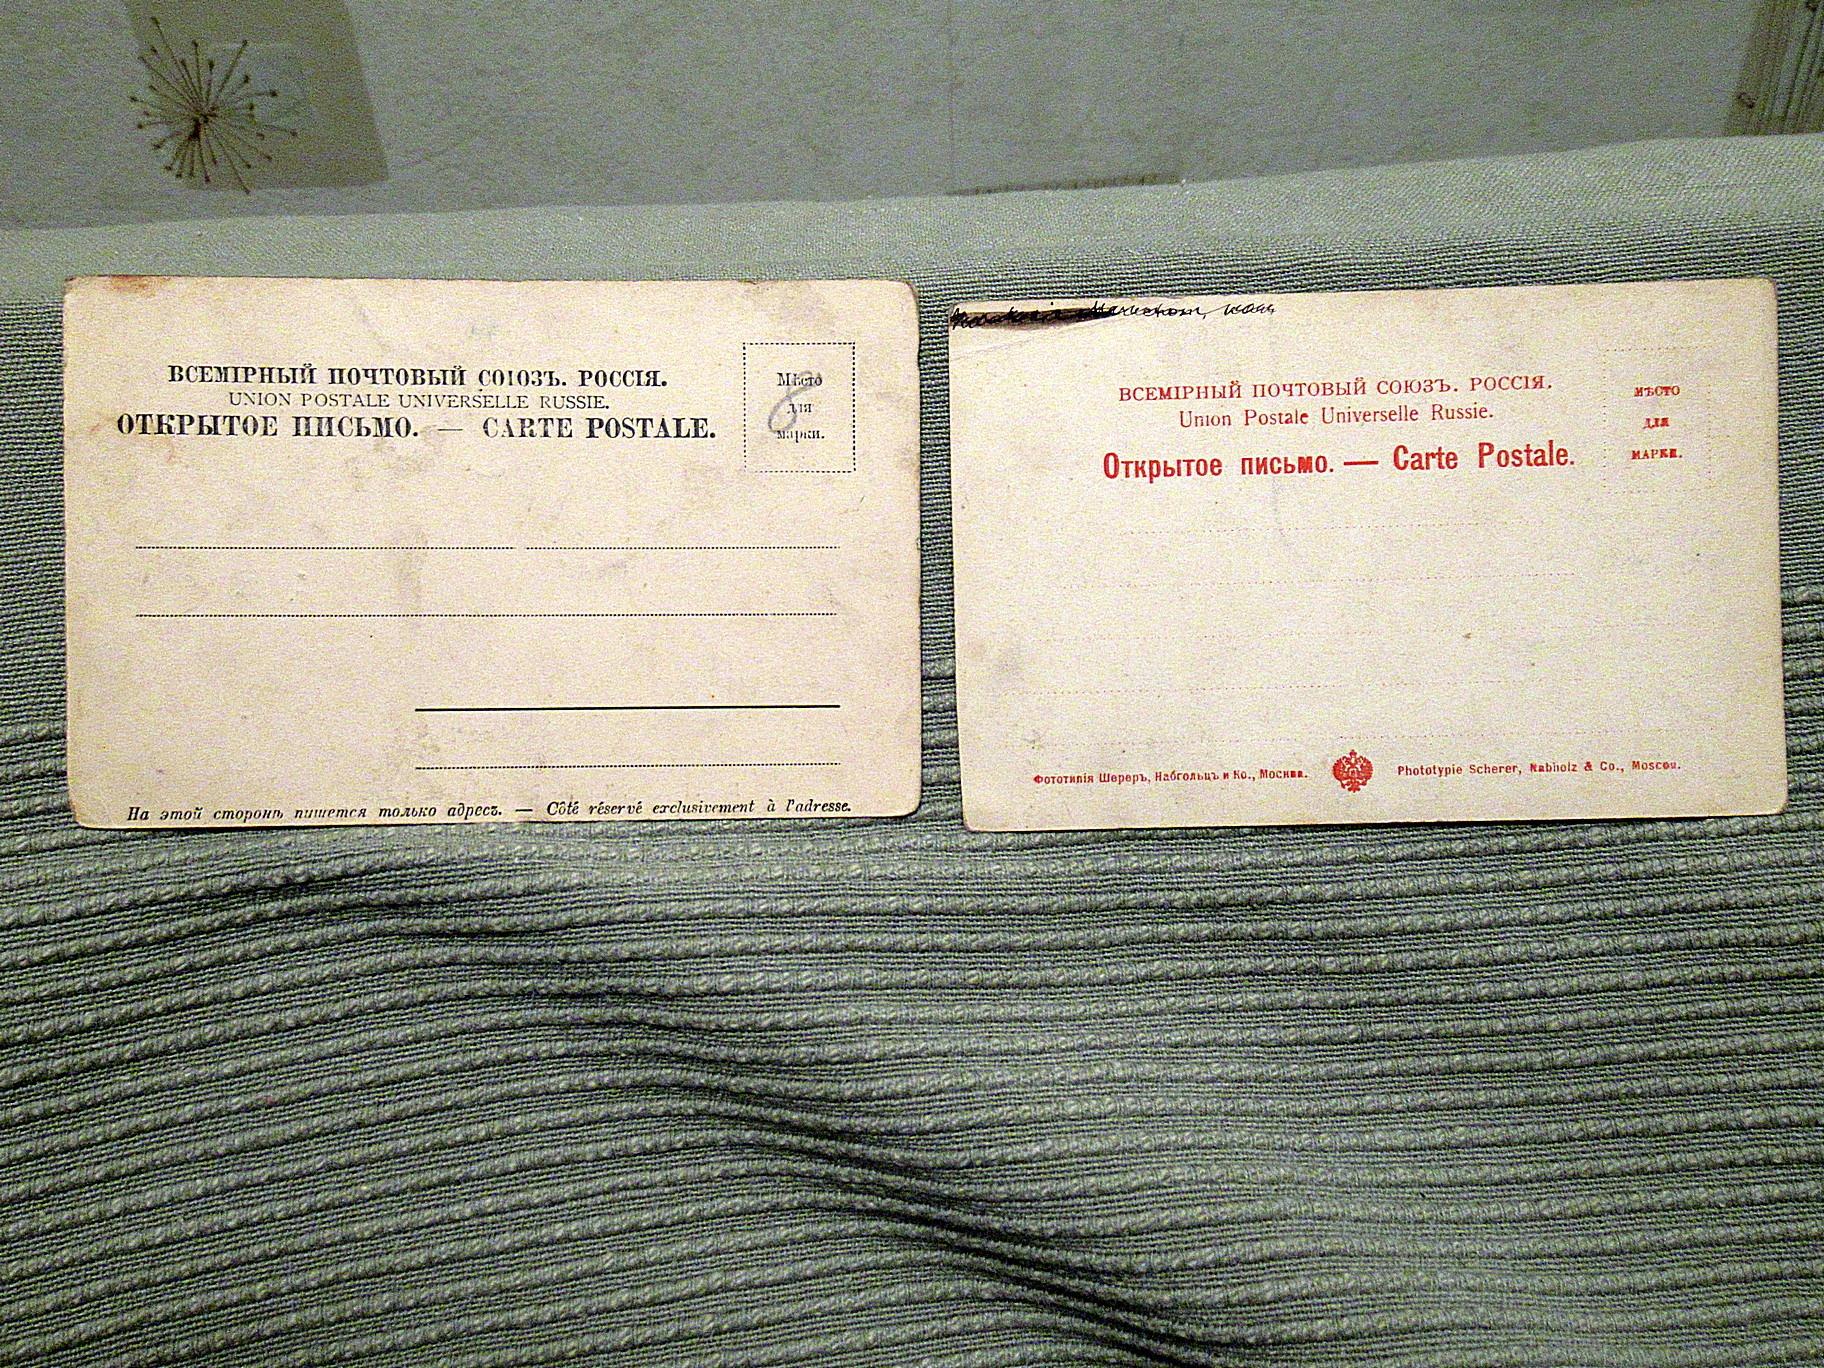 ВСЕМІРНЫЙ ПОЧТОВЫЙ СОЮЗЪ. РОССІЯ.
UNION POSTALE UNIVERSELLE RUSSIE.
ОТКРЫТОЕ ПИСЬМО. — CARTE POSTALE.
Мѣсто
для
марки.
На этой сторонѣ пишется только адресъ. — Côté réservé exclusivement à l'adresse.
ВСЕМІРНЫЙ ПОЧТОВЫЙ СОЮЗЪ. РОССІЯ.
Union Postale Universelle Russie.
Открытое письмо. — Carte Postale.
МѢСТО
ДЛЯ
МАРКИ.
Фототипія Шереръ, Набгольцъ и Ко., Москва.
Phototypie Scherer, Nabholz & Co., Moscou.